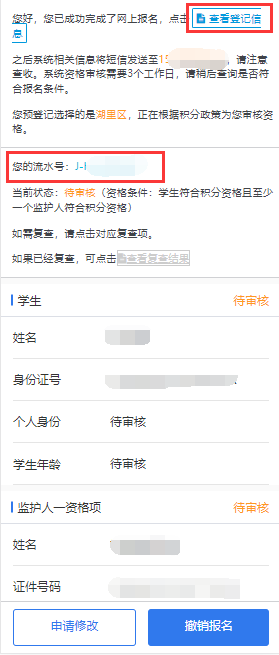 您好，您已成功完成了网上报名，点击 查看登记信
息
之后系统相关信息将短信发送至15，请注意
查收。系统资格审核需要3个工作日，请稍后查询是否符
合报名条件。
您预登记选择的是湖里区，正在根据积分政策为您审核资
格。
您的流水号：J-
当前状态：待审核（资格条件：学生符合积分资格且至少
一个监护人符合积分资格）
如需复查，请点击对应复查项。
如果已经复查，可点击 查看复查结果
学生 待审核
姓名
身份证号
个人身份 待审核
学生年龄 待审核
监护人一资格项 待审核
姓名
证件号码
申请修改 撤销报名